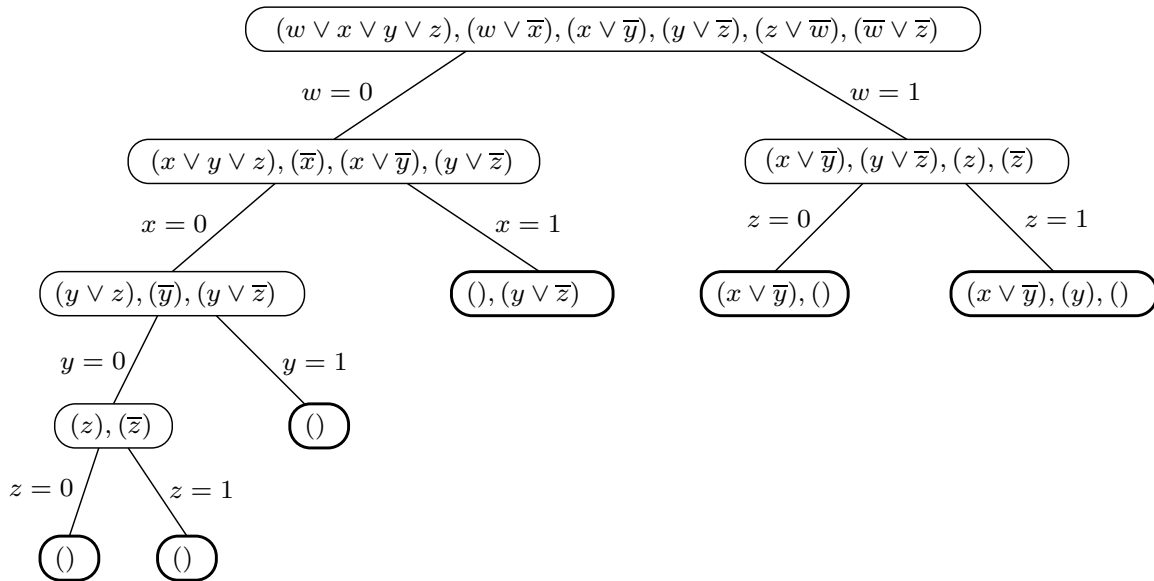 (w ∨ x ∨ y ∨ z), (w ∨ x̅), (x ∨ y̅), (y ∨ z̅), (z ∨ w̅), (w̅ ∨ z̅)
w = 0 w = 1
(x ∨ y ∨ z), (x̅), (x ∨ y̅), (y ∨ z̅) (x ∨ y̅), (y ∨ z̅), (z), (z̅)
x = 0 x = 1 z = 0 z = 1
(y ∨ z), (y̅), (y ∨ z̅) (), (y ∨ z̅) (x ∨ y̅), () (x ∨ y̅), (y), ()
y = 0 y = 1
(z), (z̅) ()
z = 0 z = 1
() ()